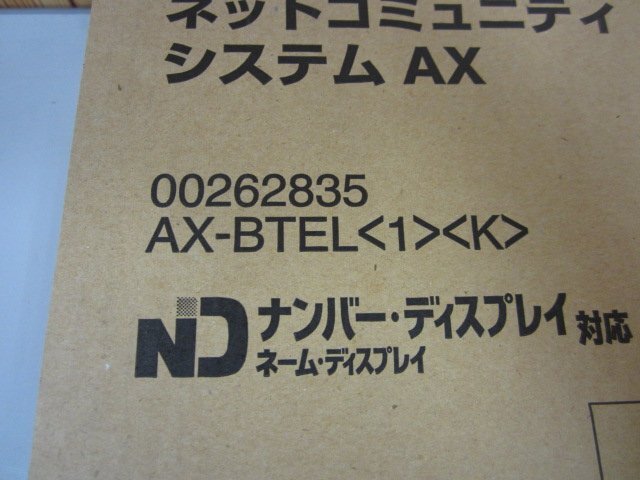 ネットコミュニティ
システム AX
00262835
AX-BTEL<1><K>
ND ナンバー・ディスプレイ 対応
ネーム・ディスプレイ